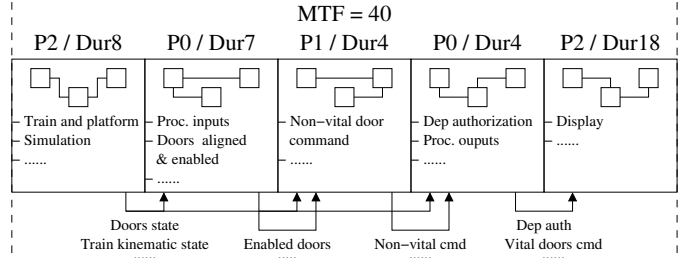 MTF = 40
P2 / Dur8 P0 / Dur7 P1 / Dur4 P0 / Dur4 P2 / Dur18
Train and platform
Simulation
......
Proc. inputs
Doors aligned
& enabled
......
Non−vital door
command
......
Dep authorization
Proc. ouputs
......
Display
......
Doors state
Train kinematic state
Enabled doors
Non−vital cmd
Dep auth
Vital doors cmd